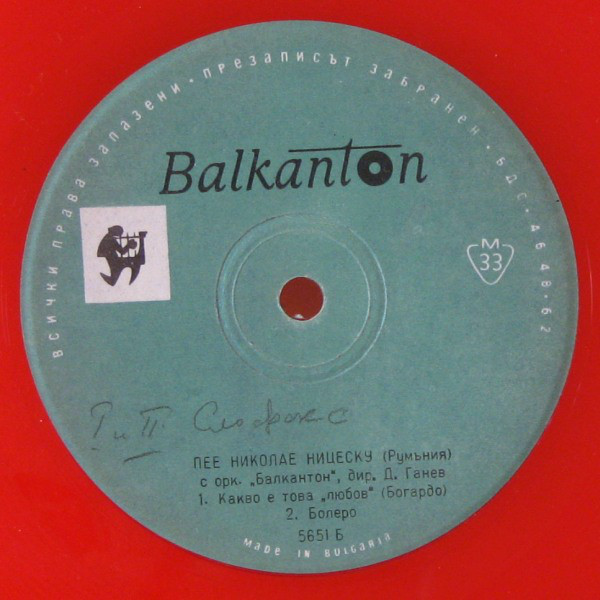 ВСИЧКИ ПРАВА ЗАПАЗЕНИ • ПРЕЗАПИСЪТ ЗАБРАНЕН • БДС • 4648-62
Balkanton
М
33
I и II
ПЕЕ НИКОЛАЕ НИЦЕСКУ (Румъния)
с орк. „Балкантон“, дир. Д. Ганев
1. Какво е това „любов“ (Богардо)
2. Болеро
5651 Б
MADE IN BULGARIA